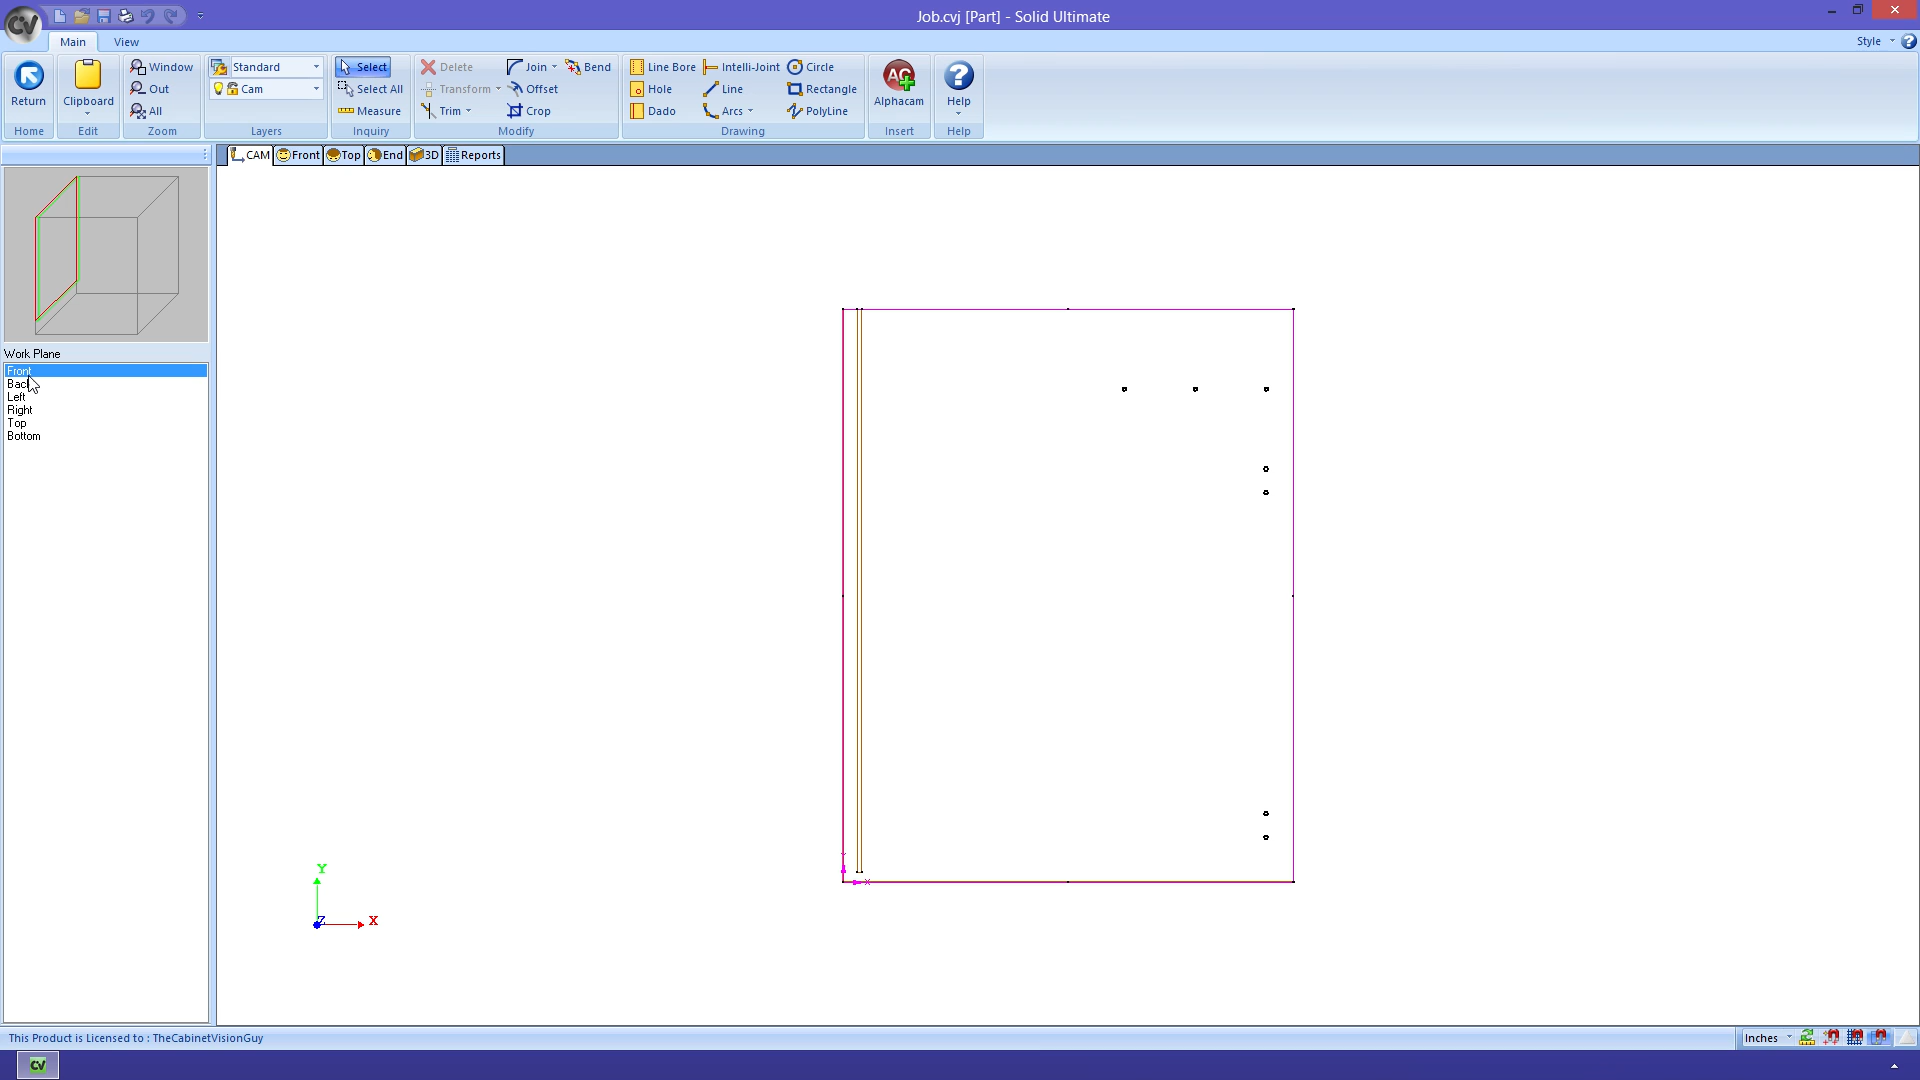 Job.cvj [Part] - Solid Ultimate
CV
Main View Style
Return
Home
Clipboard
Edit
Window
Out
All
Zoom
Standard
Cam
Layers
Select
Select All
Measure
Inquiry
Delete Join Bend
Transform Offset
Trim Crop
Modify
Line Bore Intelli-Joint Circle
Hole Line Rectangle
Dado Arcs PolyLine
Drawing
AC
Alphacam
Insert
Help
Help
CAM Front Top End 3D Reports
Work Plane
Front
Back
Left
Right
Top
Bottom
Y
Z
X
X
This Product is Licensed to : TheCabinetVisionGuy
Inches
CV